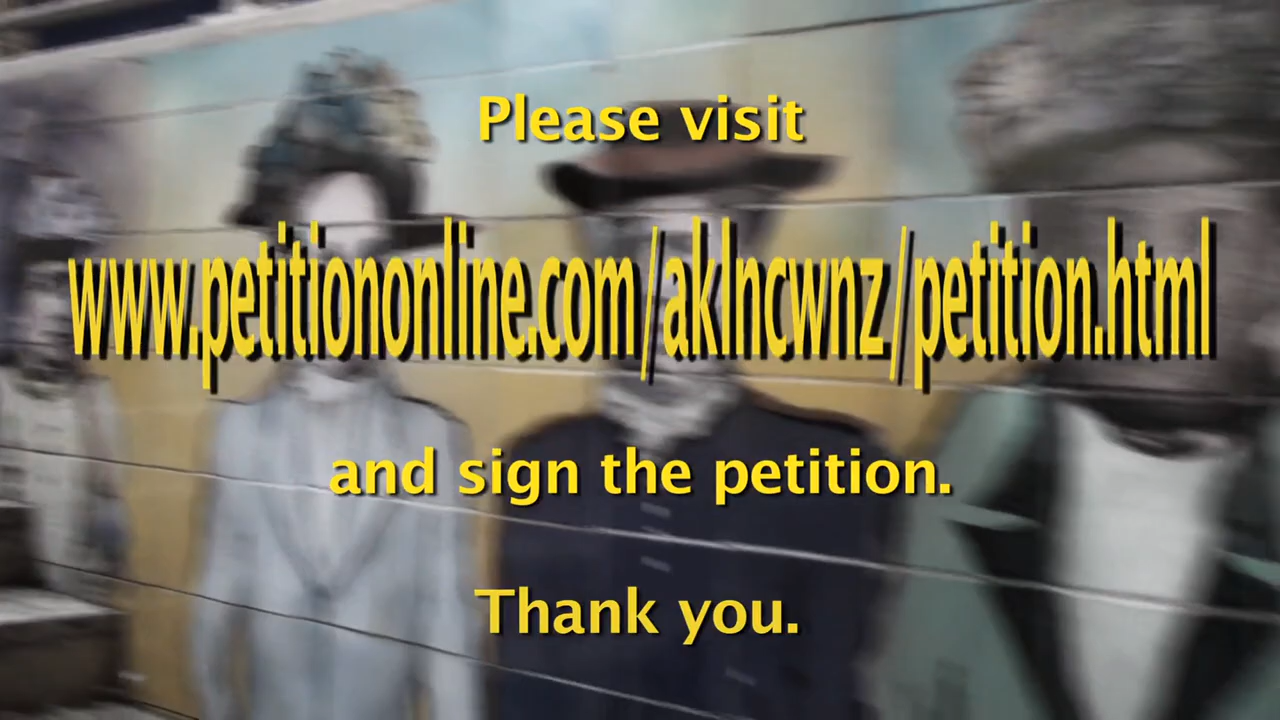 Please visit
www.petitiononline.com/aklncwnz/petition.html
and sign the petition.
Thank you.